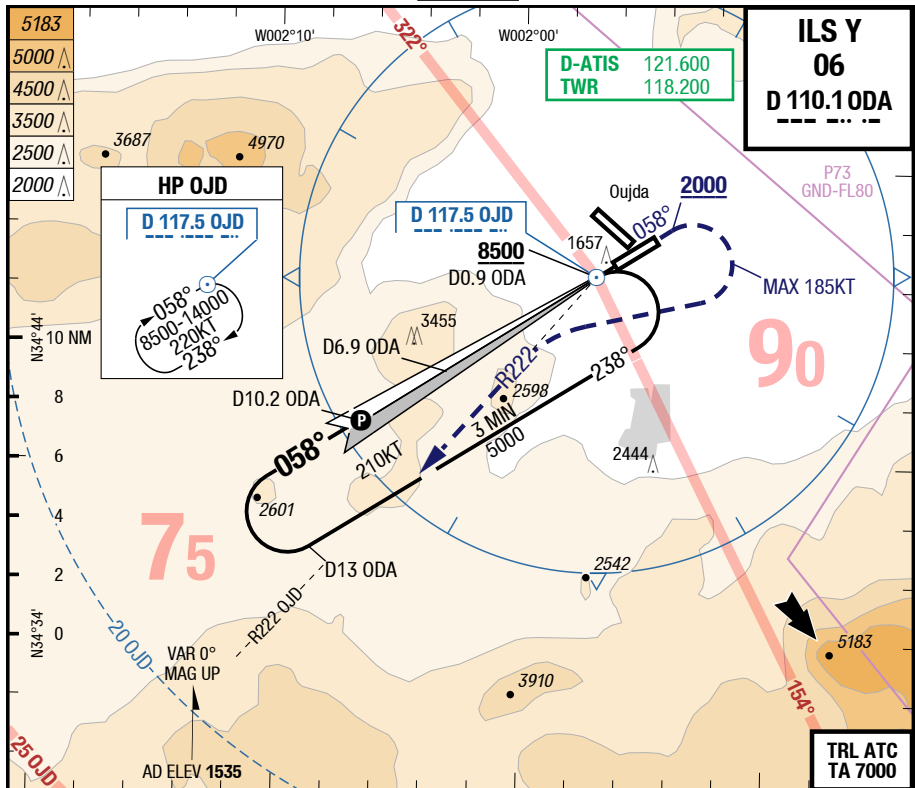 5183
5000
4500
3500
2500
2000
W002°10'
W002°00'
322°
D-ATIS 121.600
TWR 118.200
ILS Y
06
D 110.1 ODA
P73
GND-FL80
3687
4970
HP OJD
D 117.5 OJD
058°
8500-14000
220KT
238°
D 117.5 OJD
8500
D0.9 ODA
Oujda
1657
058°
2000
MAX 185KT
N34°44'
10 NM
3455
D6.9 ODA
90
R222
238°
2598
D10.2 ODA
P
8
3 MIN
5000
058°
210KT
6
2444
2601
4
75
D13 ODA
2
2542
R222 OJD
N34°34'
0
20 OJD
VAR 0°
MAG UP
5183
3910
154°
25 OJD
AD ELEV 1535
TRL ATC
TA 7000